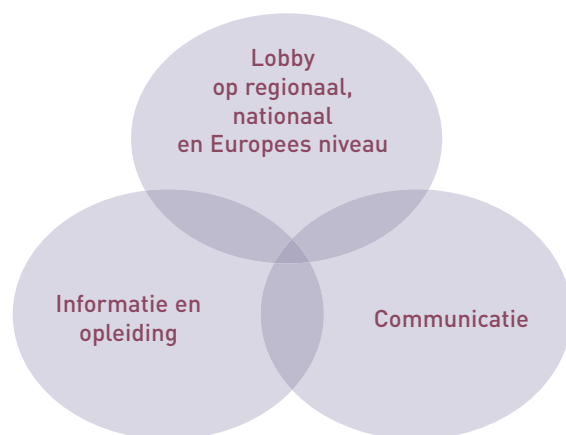 Lobby
op regionaal,
nationaal
en Europees niveau
Informatie en
opleiding
Communicatie